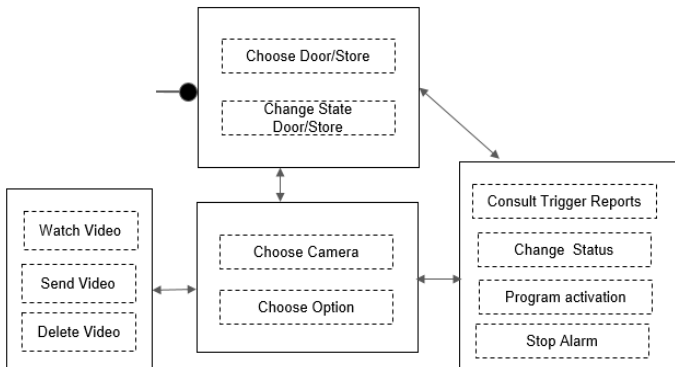 Choose Door/Store
Change State
Door/Store
Consult Trigger Reports
Watch Video
Change Status
Choose Camera
Send Video
Program activation
Choose Option
Delete Video
Stop Alarm